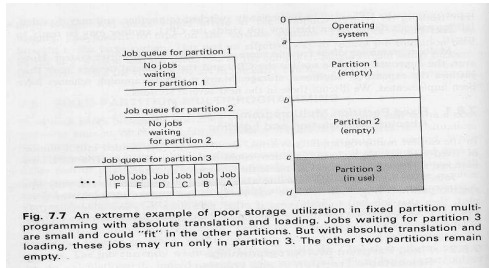 Job queue for partition 1
No jobs
waiting
for partition 1
Job queue for partition 2
No jobs
waiting
for partition 2
Job queue for partition 3
... Job F Job E Job D Job C Job B Job A
0
Operating
system
a
Partition 1
(empty)
b
Partition 2
(empty)
c
Partition 3
(in use)
d
Fig. 7.7 An extreme example of poor storage utilization in fixed partition multi-
programming with absolute translation and loading. Jobs waiting for partition 3
are small and could "fit" in the other partitions. But with absolute translation and
loading, these jobs may run only in partition 3. The other two partitions remain
empty.